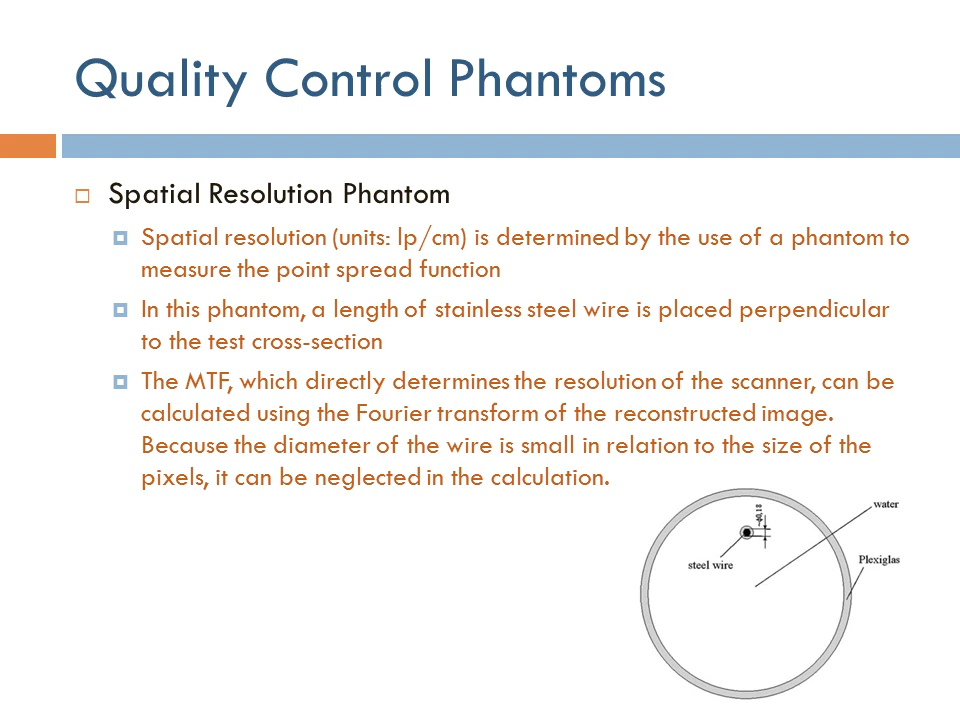 Quality Control Phantoms
Spatial Resolution Phantom
Spatial resolution (units: lp/cm) is determined by the use of a phantom to
measure the point spread function
In this phantom, a length of stainless steel wire is placed perpendicular
to the test cross-section
The MTF, which directly determines the resolution of the scanner, can be
calculated using the Fourier transform of the reconstructed image.
Because the diameter of the wire is small in relation to the size of the
pixels, it can be neglected in the calculation.
water
steel wire
Plexiglas